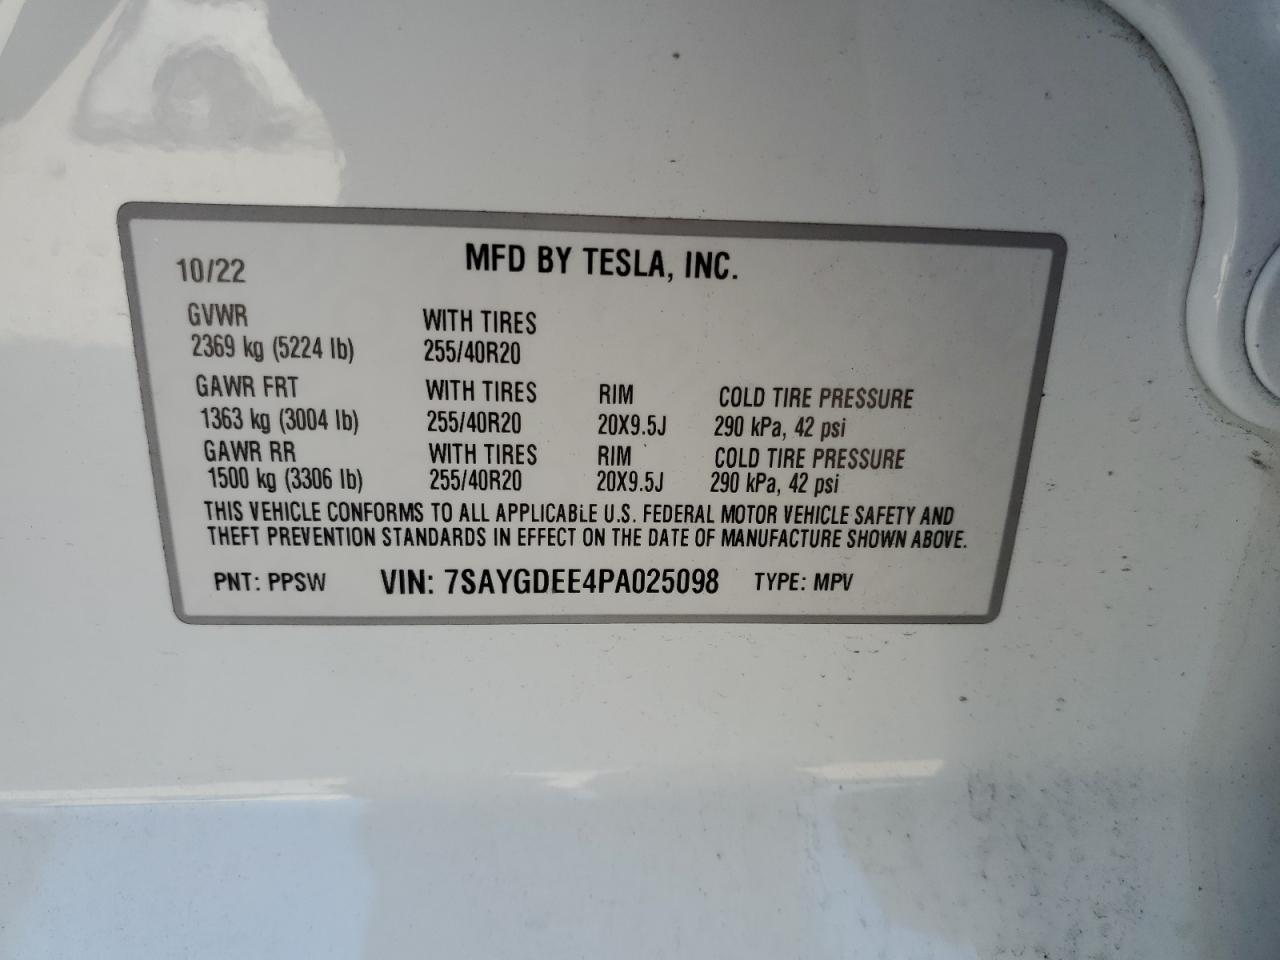 MFD BY TESLA, INC.
10/22
GVWR WITH TIRES
2369 kg (5224 lb) 255/40R20
GAWR FRT WITH TIRES RIM COLD TIRE PRESSURE
1363 kg (3004 lb) 255/40R20 20X9.5J 290 kPa, 42 psi
GAWR RR WITH TIRES RIM COLD TIRE PRESSURE
1500 kg (3306 lb) 255/40R20 20X9.5J 290 kPa, 42 psi
THIS VEHICLE CONFORMS TO ALL APPLICABLE U.S. FEDERAL MOTOR VEHICLE SAFETY AND
THEFT PREVENTION STANDARDS IN EFFECT ON THE DATE OF MANUFACTURE SHOWN ABOVE.
PNT: PPSW VIN: 7SAYGDEE4PA025098 TYPE: MPV